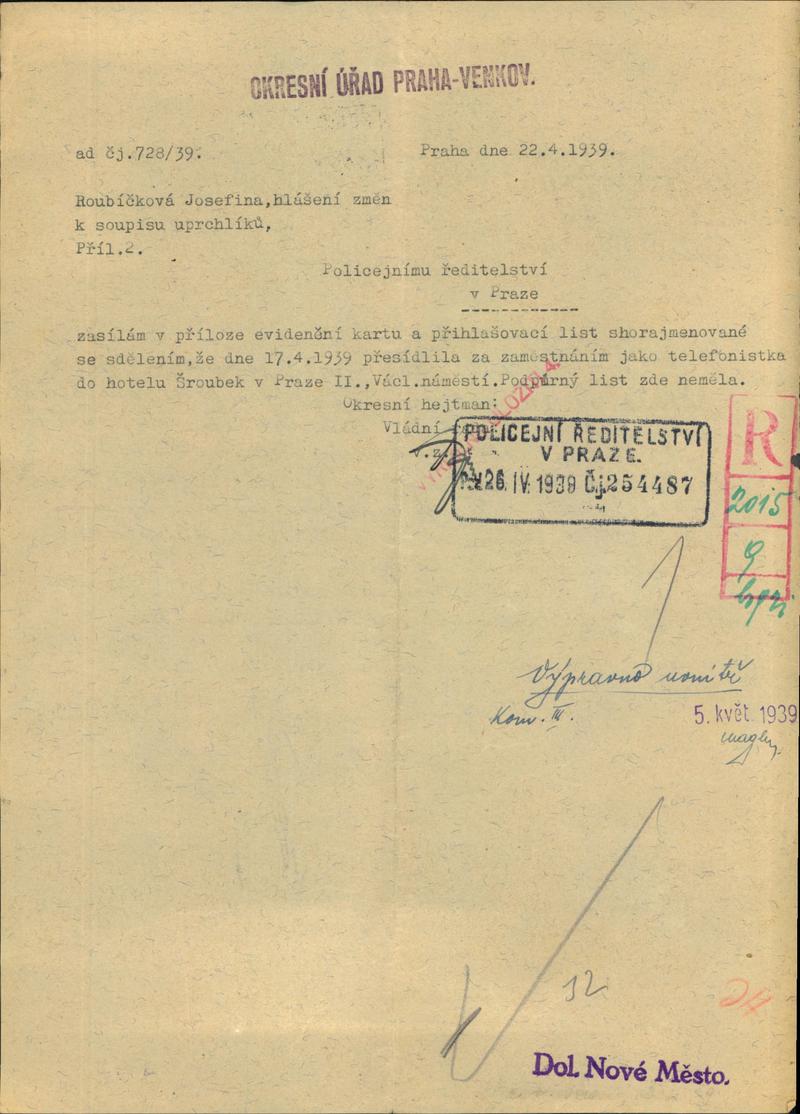 OKRESNÍ ÚŘAD PRAHA-VENKOV.
ad čj.728/39.
Praha dne 22.4.1939.
Roubíčková Josefina,hlášení změn
k soupisu uprchlíků,
Příl.2.
Policejnímu ředitelství
v Praze
zasílám v příloze evidenční kartu a přihlašovací list shorajmenované
se sdělením,že dne 17.4.1939 přesídlila za zaměstnáním jako telefonistka
do hotelu Šroubek v Praze II.,Václ.náměstí.Podpůrný list zde neměla.
Okresní hejtman:
Vládní
v.z.
POLICEJNÍ ŘEDITELSTVÍ
V PRAZE.
26. IV. 1939 Čj. 254487
R
2015
9
Vypraveno
Kom. III.
5. květ. 1939
12
24
Dol. Nové Město.